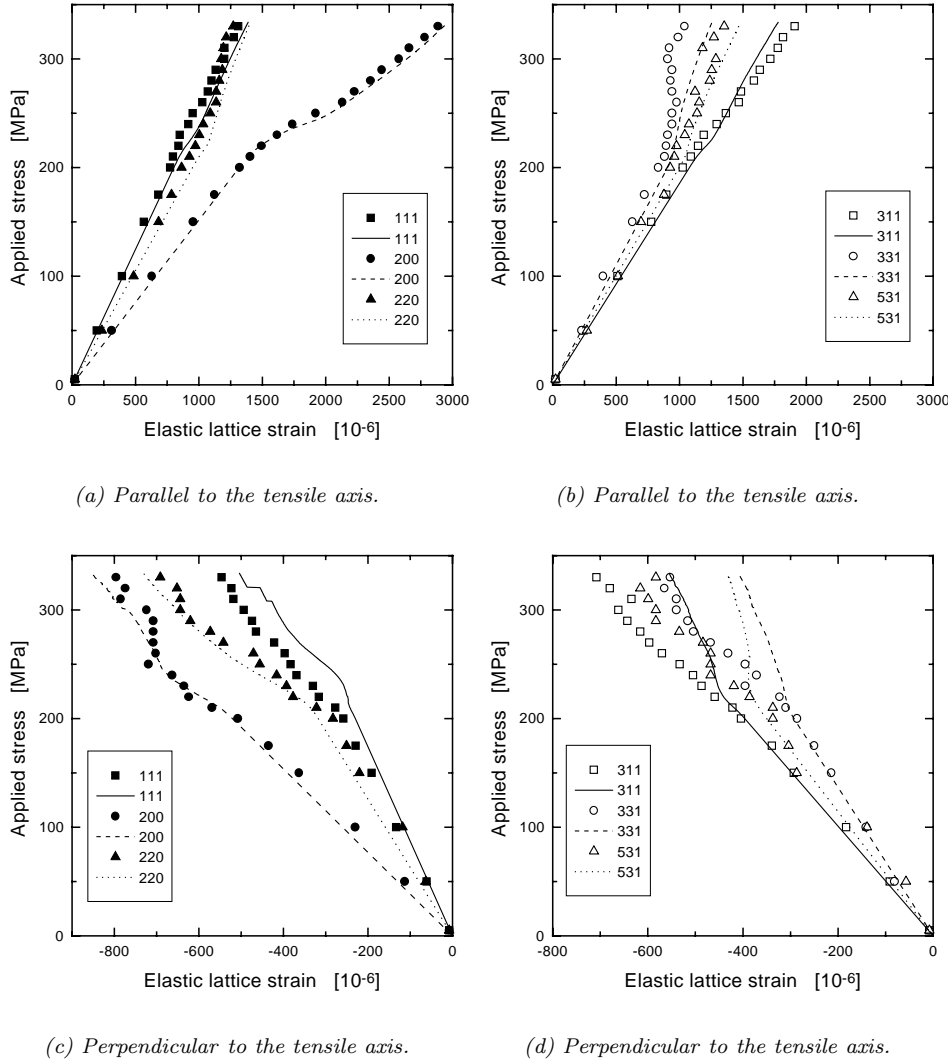 Applied stress [MPa]
300
200
100
0
111
111
200
200
220
220
0 500 1000 1500 2000 2500 3000
Elastic lattice strain [10-6]
(a) Parallel to the tensile axis.
Applied stress [MPa]
300
200
100
0
311
311
331
331
531
531
0 500 1000 1500 2000 2500 3000
Elastic lattice strain [10-6]
(b) Parallel to the tensile axis.
Applied stress [MPa]
300
200
100
0
111
111
200
200
220
220
-800 -600 -400 -200 0
Elastic lattice strain [10-6]
(c) Perpendicular to the tensile axis.
Applied stress [MPa]
300
200
100
0
311
311
331
331
531
531
-800 -600 -400 -200 0
Elastic lattice strain [10-6]
(d) Perpendicular to the tensile axis.